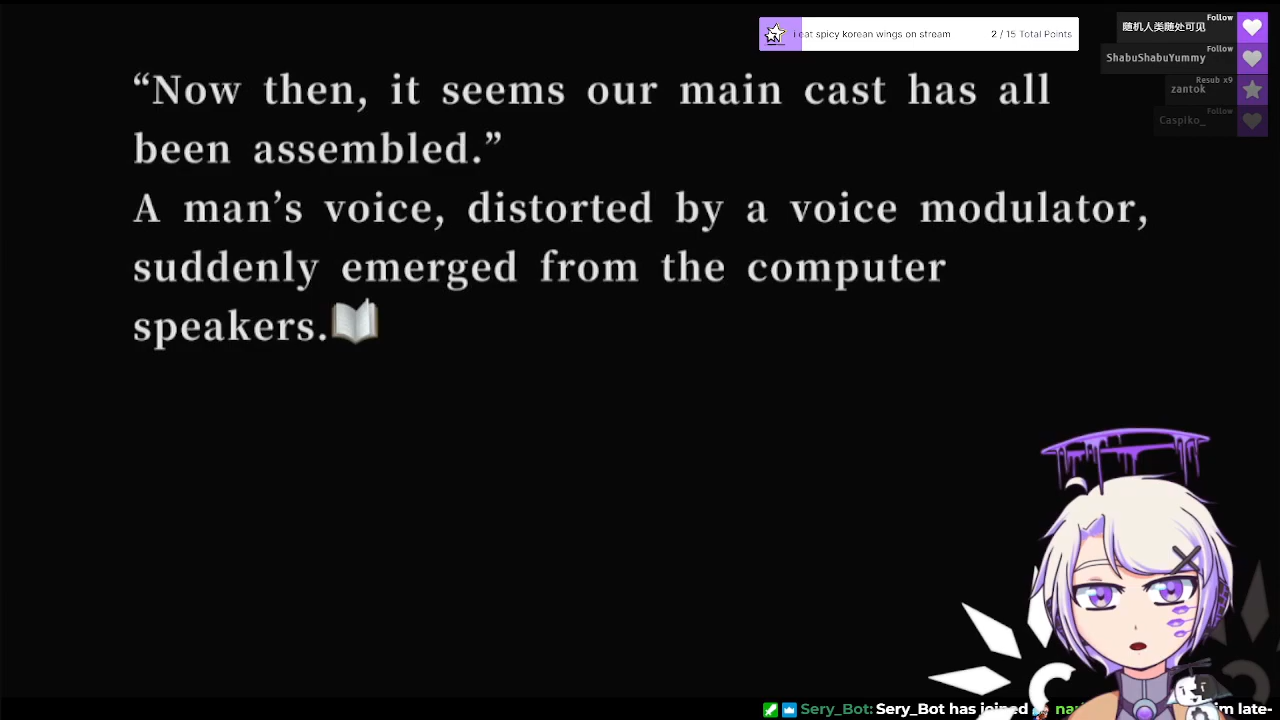 i eat spicy korean wings on stream
2 / 15 Total Points
Follow
随机人类随处可见
Follow
ShabuShabuYummy
Resub x9
zantok
Follow
Caspiko_
“Now then, it seems our main cast has all
been assembled.”
A man’s voice, distorted by a voice modulator,
suddenly emerged from the computer
speakers.
Sery_Bot: Sery_Bot has joined
im late-